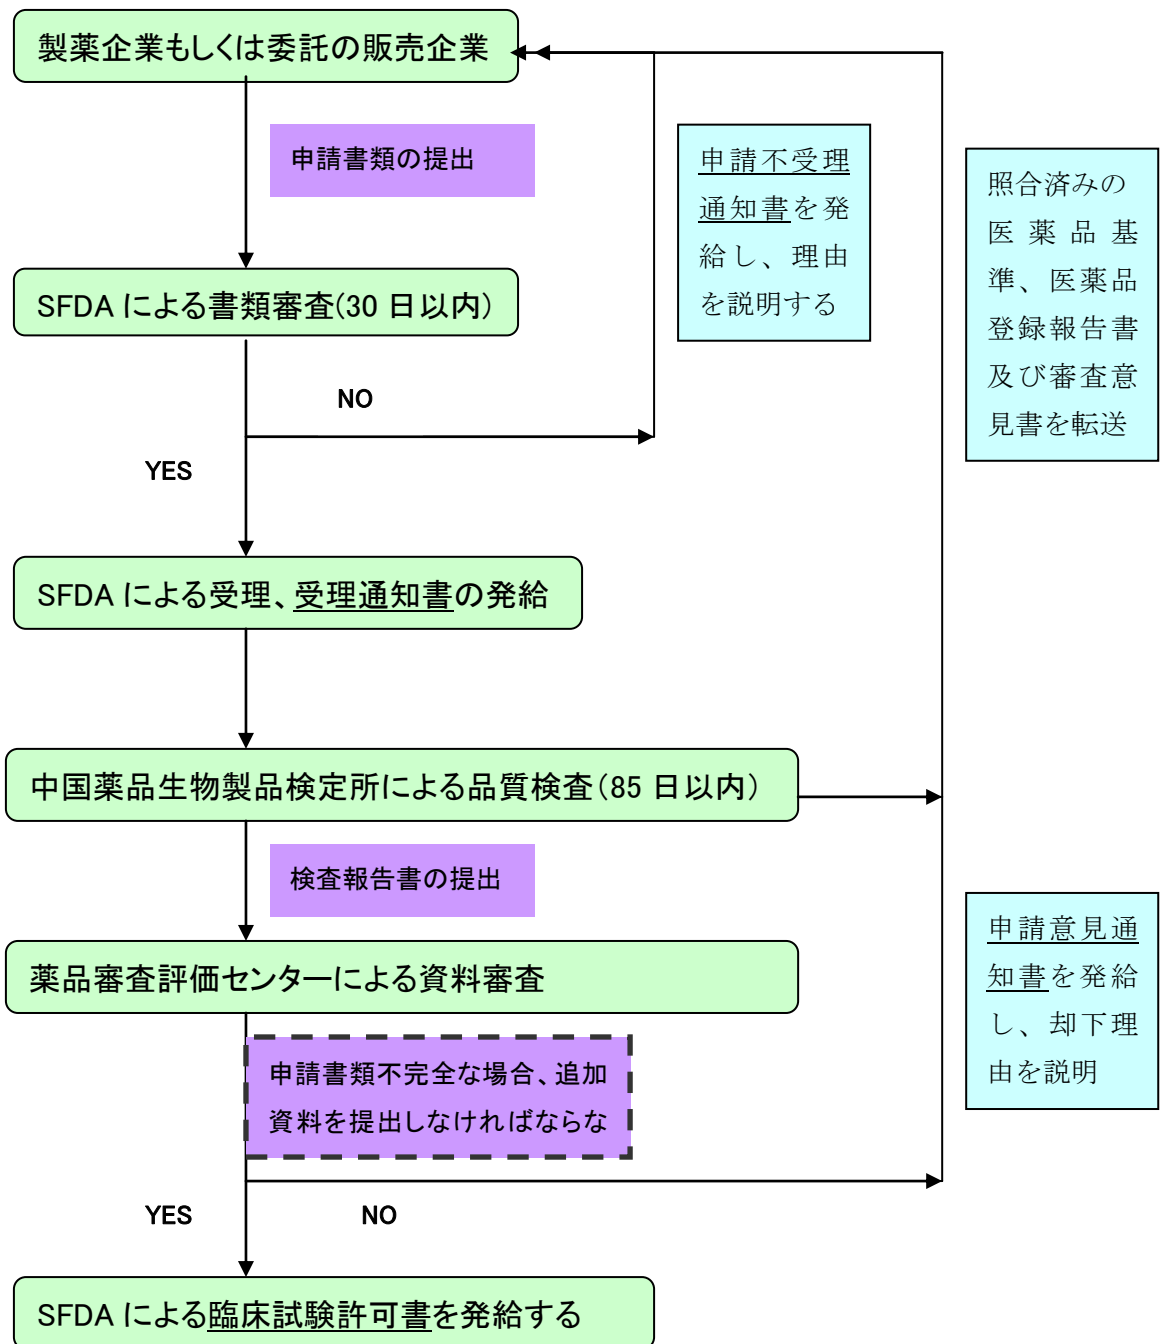 製薬企業もしくは委託の販売企業
申請書類の提出
申請不受理
通知書を発
給し、理由
を説明する
照合済みの
医薬品基
準、医薬品
登録報告書
及び審査意
見書を転送
SFDA による書類審査(30 日以内)
NO
YES
SFDA による受理、受理通知書の発給
中国薬品生物製品検定所による品質検査(85 日以内)
検査報告書の提出
申請意見通
知書を発給
し、却下理
由を説明
薬品審査評価センターによる資料審査
申請書類不完全な場合、追加
資料を提出しなければならな
YES
NO
SFDA による臨床試験許可書を発給する